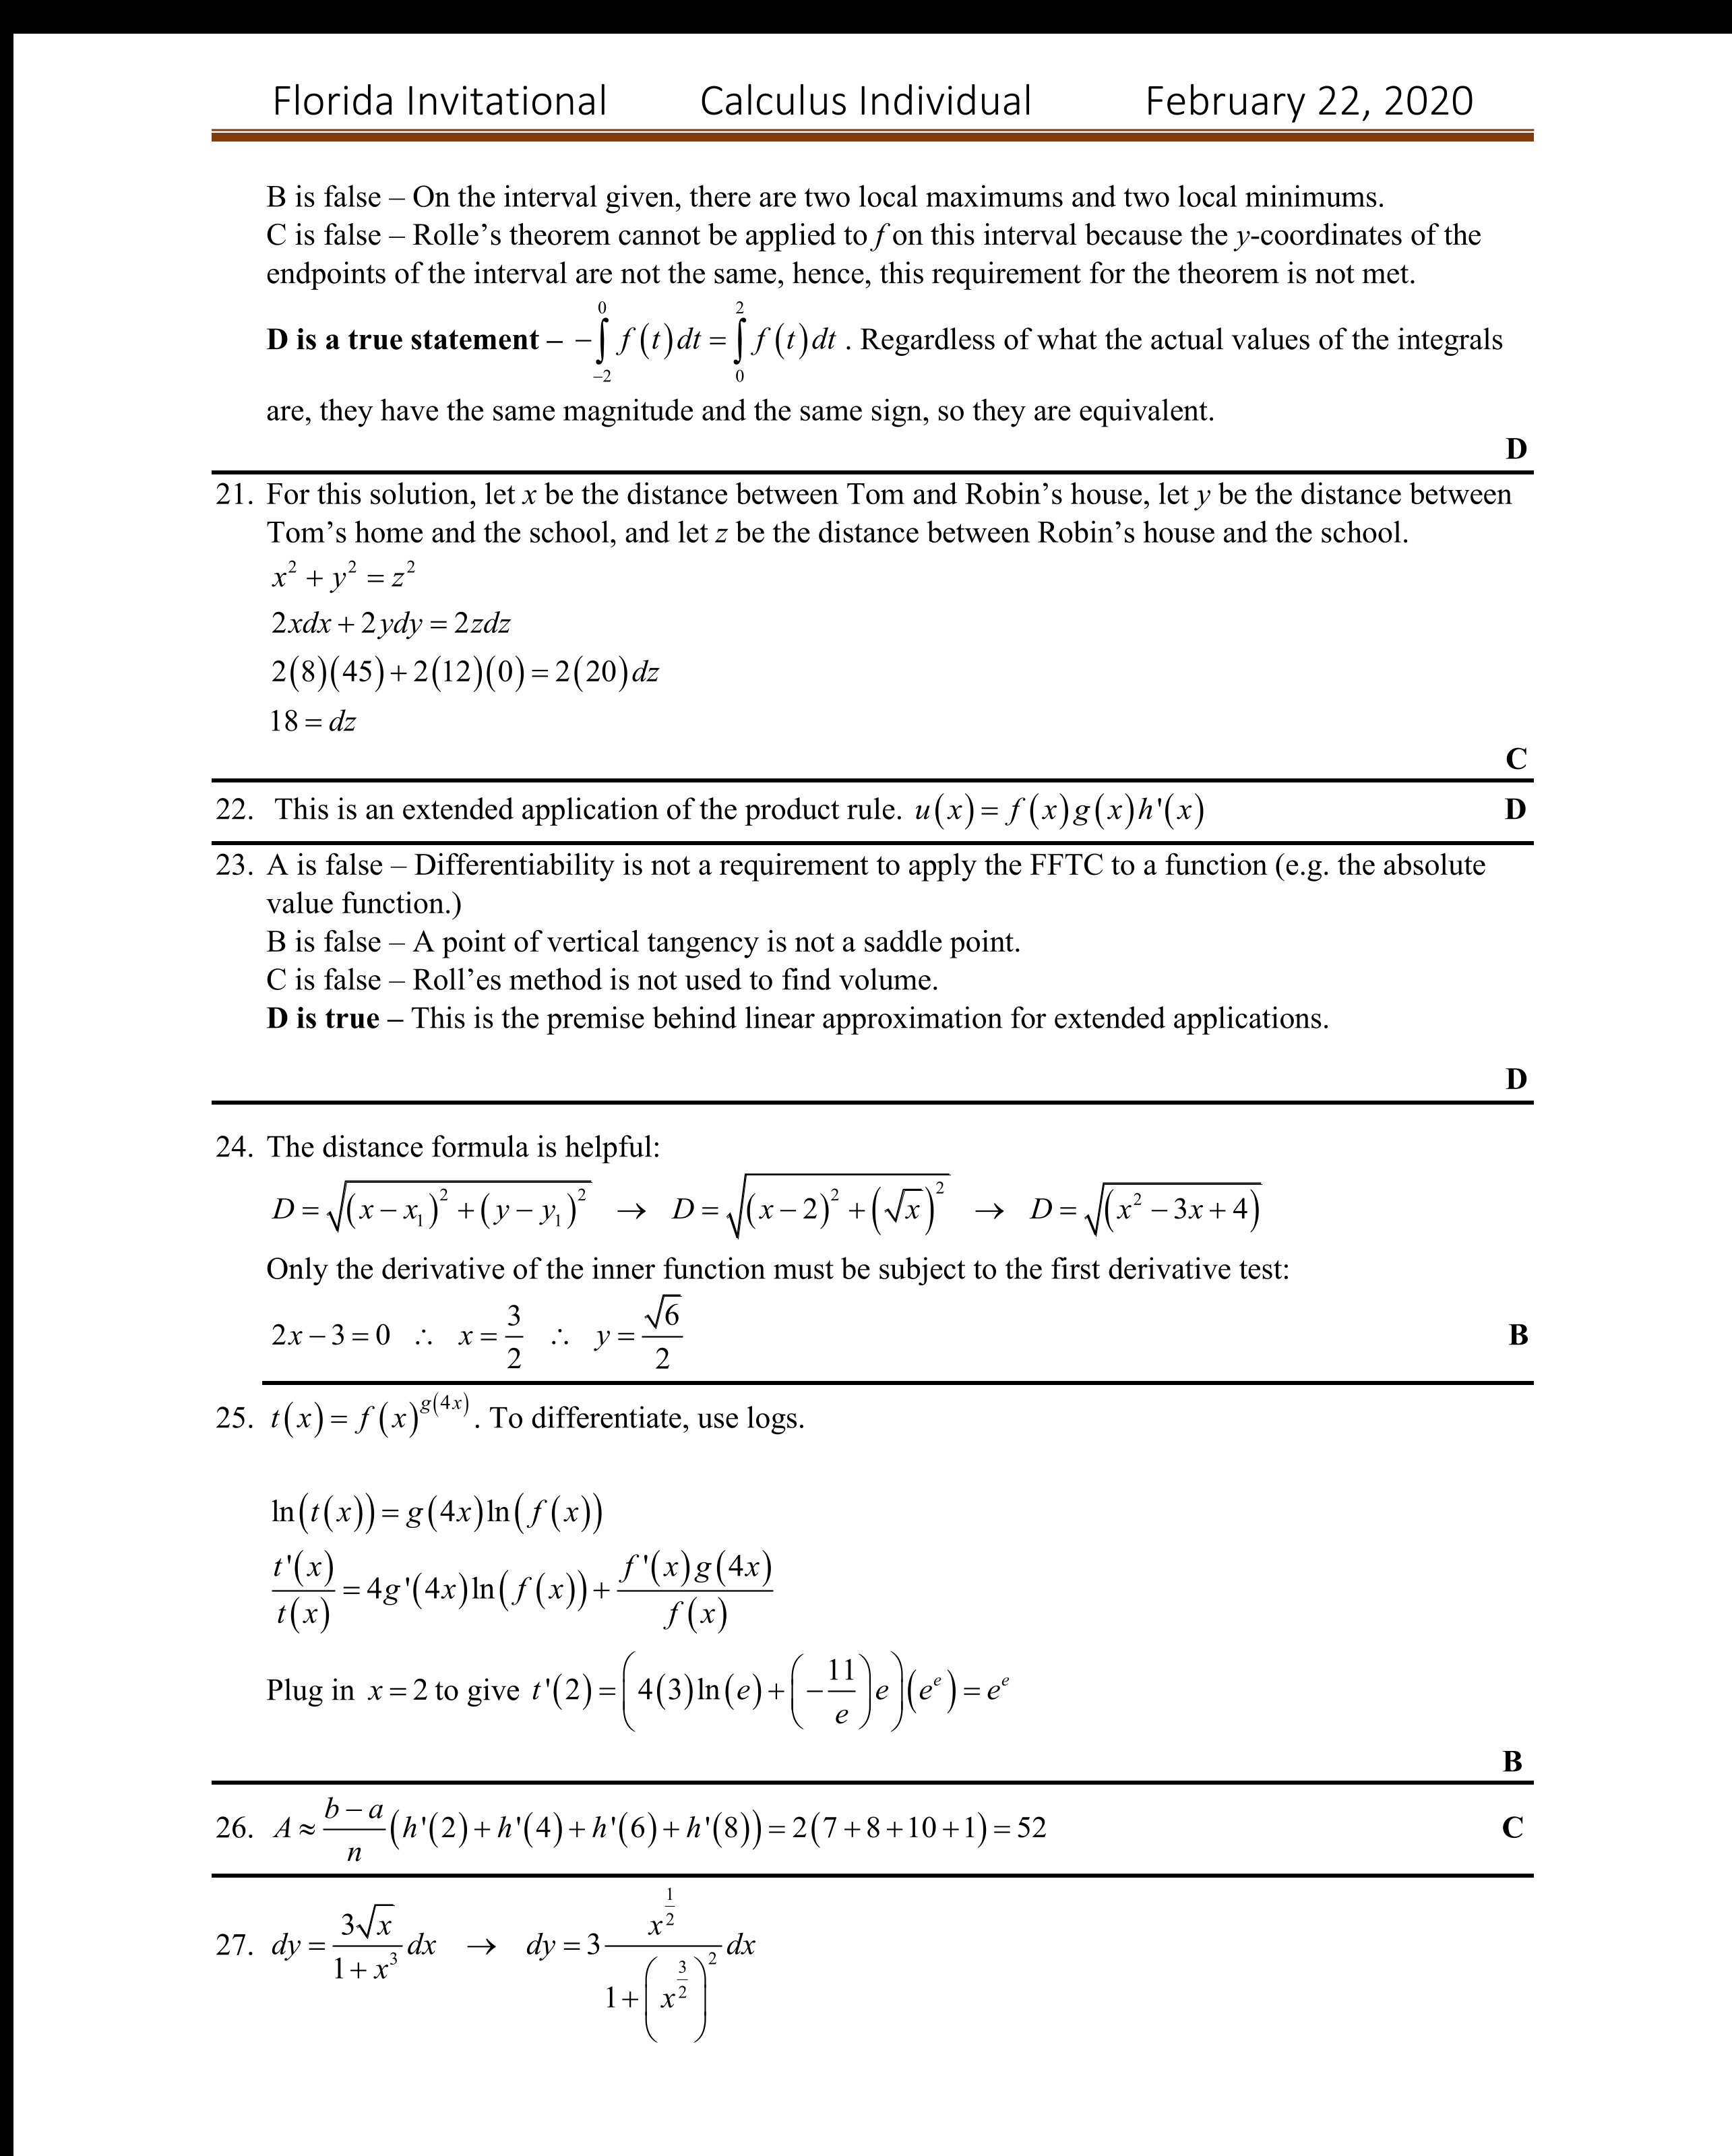 Florida Invitational Calculus Individual February 22, 2020
B is false – On the interval given, there are two local maximums and two local minimums.
C is false – Rolle’s theorem cannot be applied to f on this interval because the y-coordinates of the
endpoints of the interval are not the same, hence, this requirement for the theorem is not met.
D is a true statement – $-\int_{-2}^{0} f(t)dt = \int_{0}^{2} f(t)dt$ . Regardless of what the actual values of the integrals
are, they have the same magnitude and the same sign, so they are equivalent.
D
21. For this solution, let x be the distance between Tom and Robin’s house, let y be the distance between
Tom’s home and the school, and let z be the distance between Robin’s house and the school.
$x^2 + y^2 = z^2$
$2xdx + 2ydy = 2zdz$
$2(8)(45) + 2(12)(0) = 2(20)dz$
$18 = dz$
C
22. This is an extended application of the product rule. $u(x) = f(x)g(x)h'(x)$ D
23. A is false – Differentiability is not a requirement to apply the FFTC to a function (e.g. the absolute
value function.)
B is false – A point of vertical tangency is not a saddle point.
C is false – Roll’es method is not used to find volume.
D is true – This is the premise behind linear approximation for extended applications.
D
24. The distance formula is helpful:
$D = \sqrt{(x - x_1)^2 + (y - y_1)^2} \rightarrow D = \sqrt{(x - 2)^2 + (\sqrt{x})^2} \rightarrow D = \sqrt{(x^2 - 3x + 4)}$
Only the derivative of the inner function must be subject to the first derivative test:
$2x - 3 = 0 \therefore x = \frac{3}{2} \therefore y = \frac{\sqrt{6}}{2}$ B
25. $t(x) = f(x)^{g(4x)}$. To differentiate, use logs.
$\ln(t(x)) = g(4x)\ln(f(x))$
$\frac{t'(x)}{t(x)} = 4g'(4x)\ln(f(x)) + \frac{f'(x)g(4x)}{f(x)}$
Plug in $x = 2$ to give $t'(2) = \left(4(3)\ln(e) + \left(-\frac{11}{e}\right)e\right)(e^e) = e^e$
B
26. $A \approx \frac{b-a}{n}(h'(2) + h'(4) + h'(6) + h'(8)) = 2(7 + 8 + 10 + 1) = 52$ C
27. $dy = \frac{3\sqrt{x}}{1+x^3}dx \rightarrow dy = 3\frac{x^{\frac{1}{2}}}{1+\left(x^{\frac{3}{2}}\right)^2}dx$